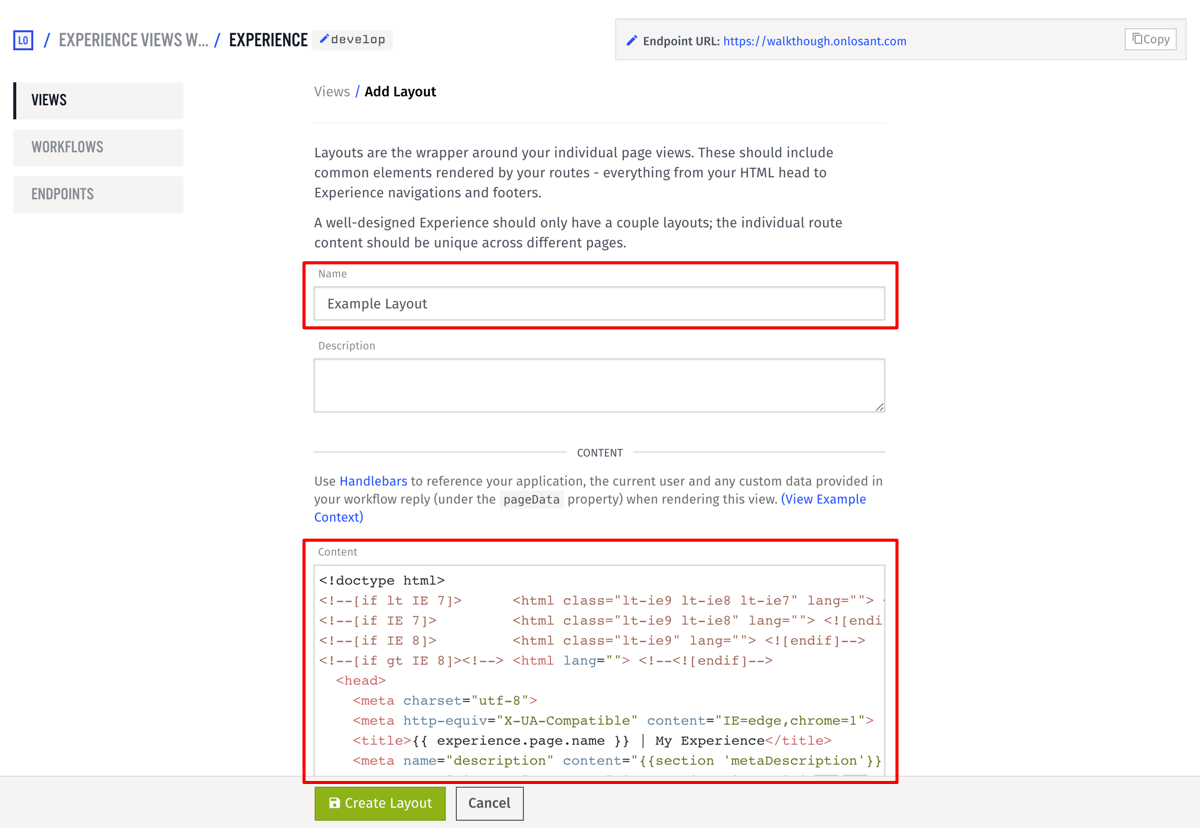 LO / EXPERIENCE VIEWS W... / EXPERIENCE develop
Endpoint URL: https://walkthough.onlosant.com Copy
VIEWS
WORKFLOWS
ENDPOINTS
Views / Add Layout
Layouts are the wrapper around your individual page views. These should include
common elements rendered by your routes - everything from your HTML head to
Experience navigations and footers.
A well-designed Experience should only have a couple layouts; the individual route
content should be unique across different pages.
Name
Example Layout
Description
CONTENT
Use Handlebars to reference your application, the current user and any custom data provided in
your workflow reply (under the pageData property) when rendering this view. (View Example
Context)
Content
<!doctype html>
<!--[if lt IE 7]>      <html class="lt-ie9 lt-ie8 lt-ie7" lang="">
<!--[if IE 7]>         <html class="lt-ie9 lt-ie8" lang=""> <![endi
<!--[if IE 8]>         <html class="lt-ie9" lang=""> <![endif]-->
<!--[if gt IE 8]><!--> <html lang=""> <!--<![endif]-->
<head>
<meta charset="utf-8">
<meta http-equiv="X-UA-Compatible" content="IE=edge,chrome=1">
<title>{{ experience.page.name }} | My Experience</title>
<meta name="description" content="{{section 'metaDescription'}}
Create Layout
Cancel